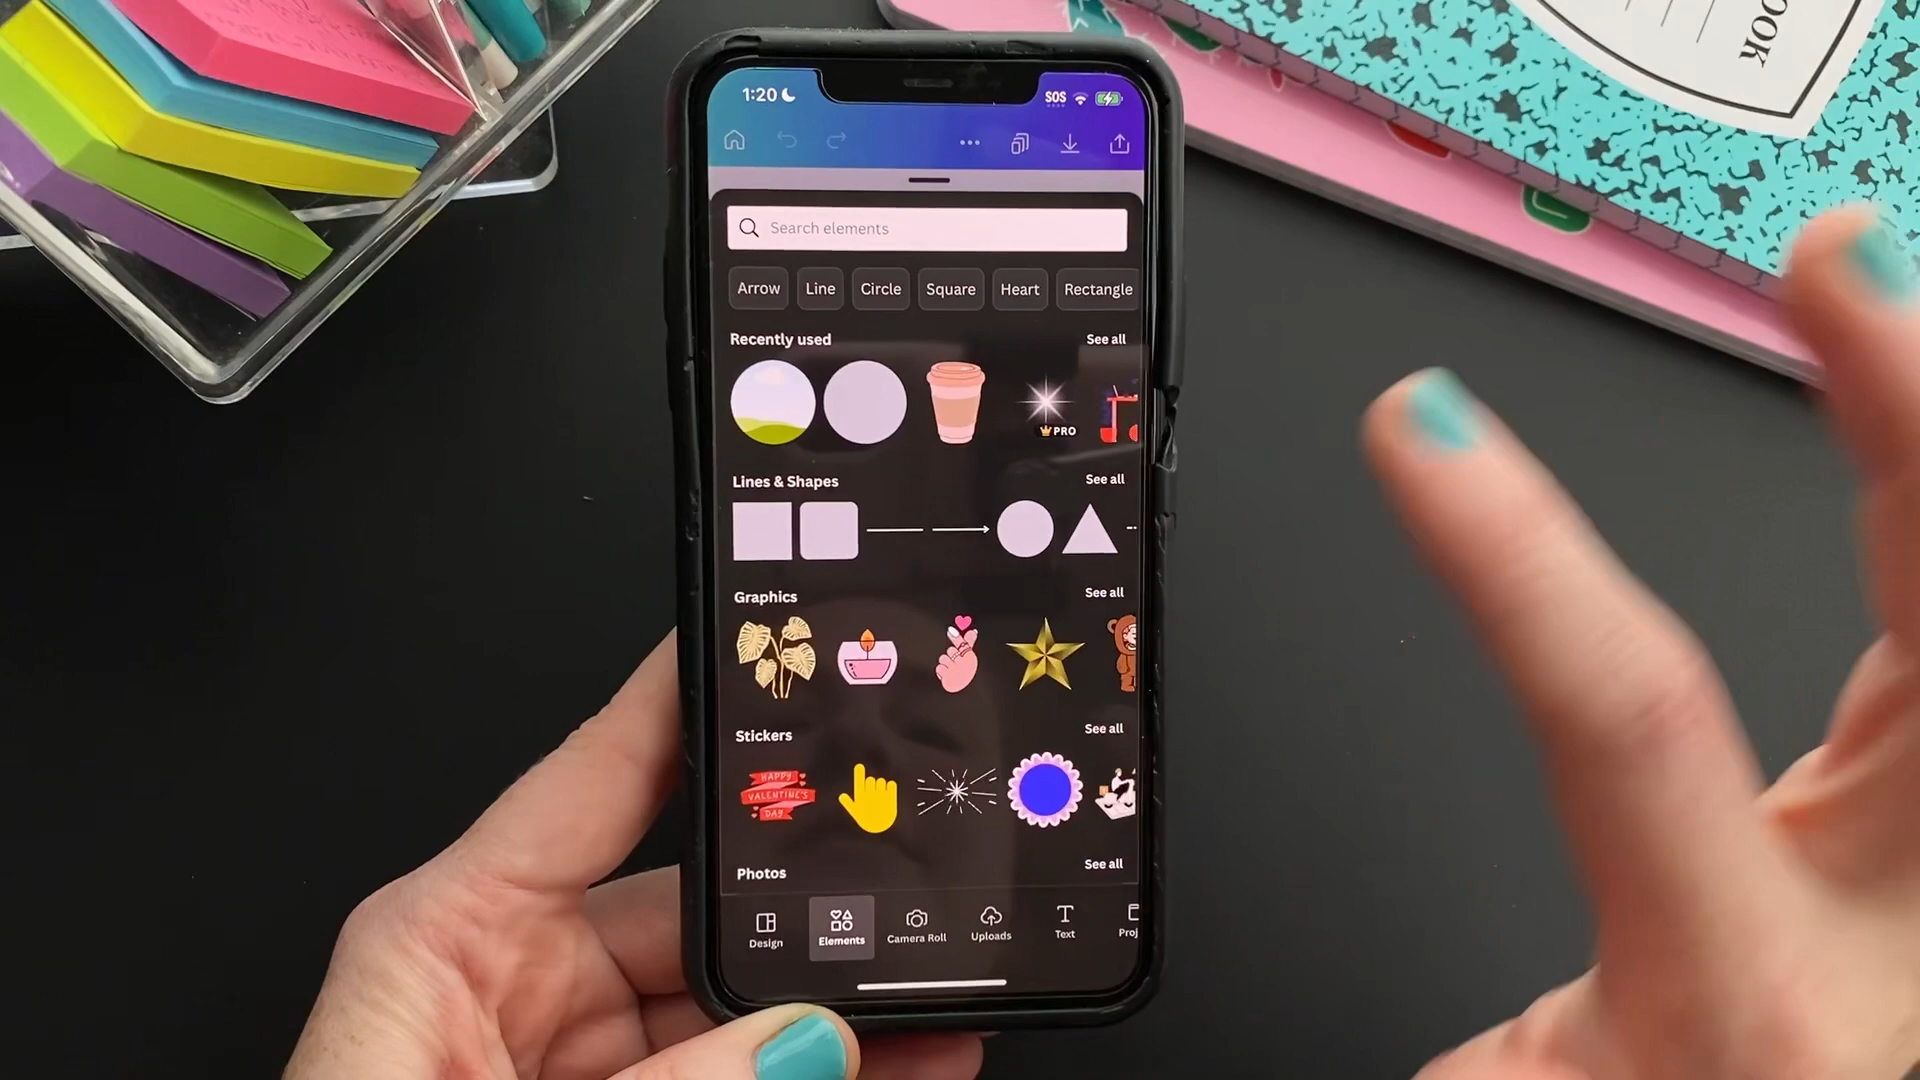 OOK
1:20
SOS
Search elements
Arrow Line Circle Square Heart Rectangle
Recently used See all
PRO
Lines & Shapes See all
Graphics See all
Stickers See all
HAPPY
VALENTINE'S
DAY
Photos See all
Design Elements Camera Roll Uploads Text Proj